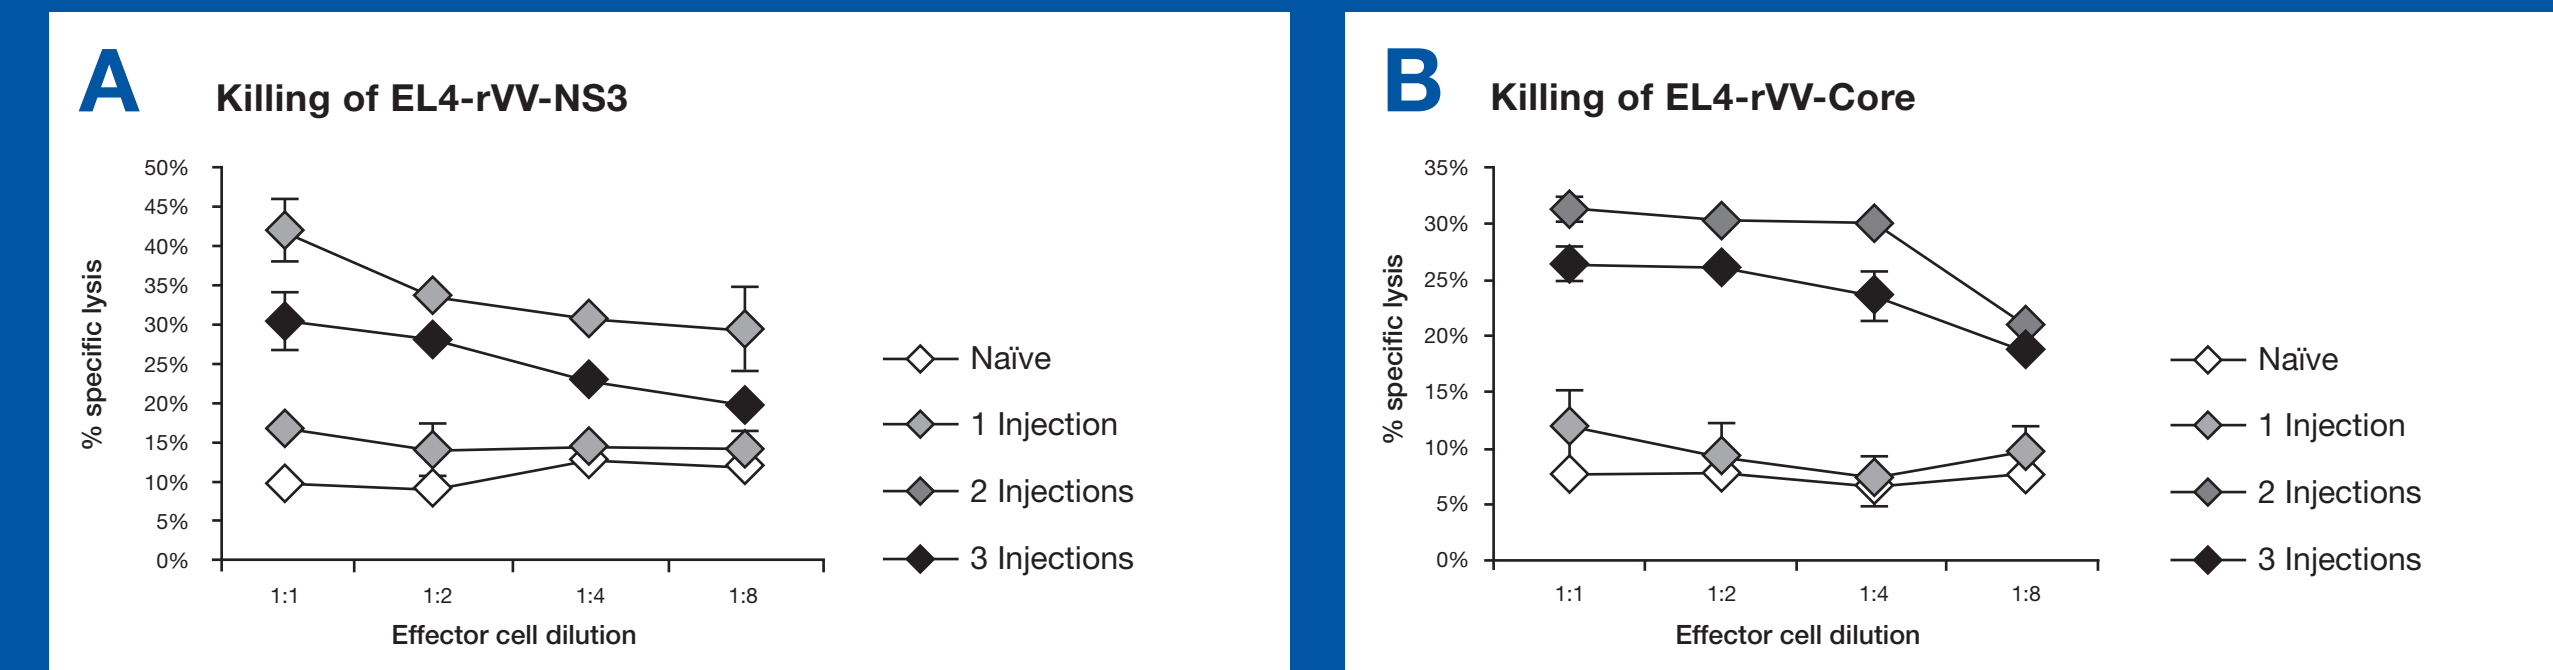 A
Killing of EL4-rVV-NS3
50%
45%
40%
35%
30%
25%
20%
15%
10%
5%
0%
% specific lysis
1:1 1:2 1:4 1:8
Effector cell dilution
Naïve
1 Injection
2 Injections
3 Injections
B
Killing of EL4-rVV-Core
35%
30%
25%
20%
15%
10%
5%
0%
% specific lysis
1:1 1:2 1:4 1:8
Effector cell dilution
Naïve
1 Injection
2 Injections
3 Injections